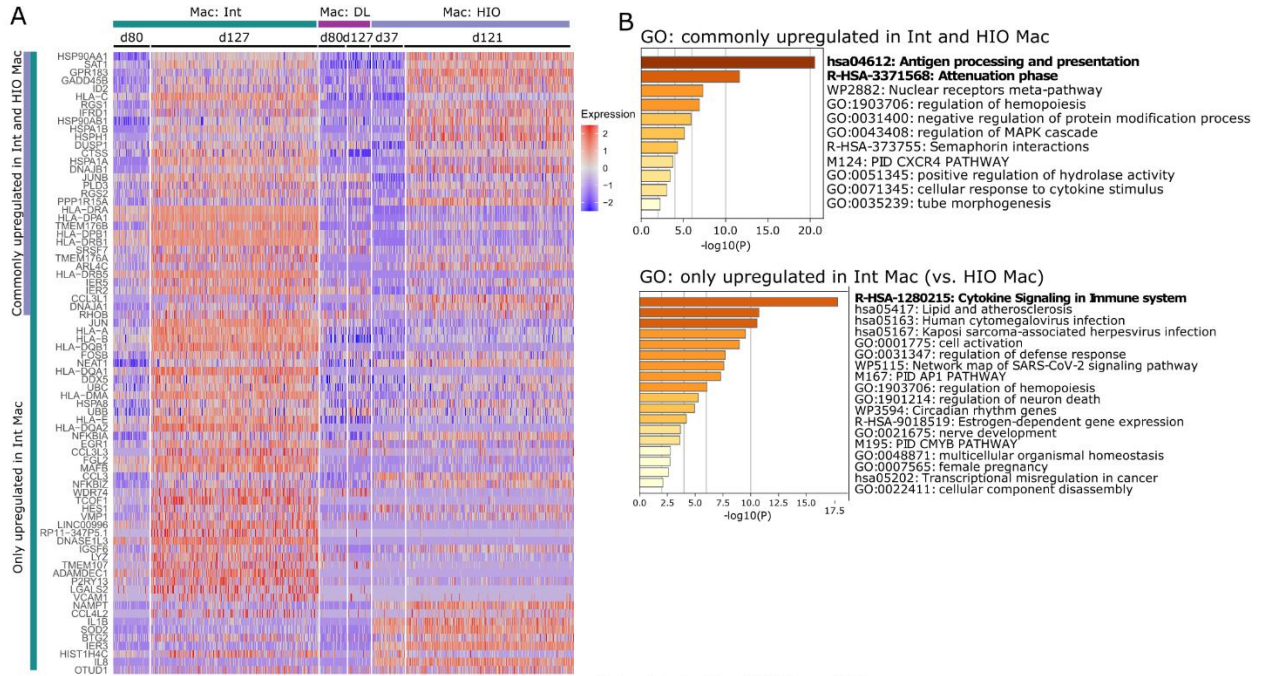 A
Mac: Int Mac: DL Mac: HIO
d80 d127 d80d127 d37 d121
Commonly upregulated in Int and HIO Mac
Only upregulated in Int Mac
HSP90AA1
SAT1
GPR183
GADD45B
ID2
HLA-C
RGS1
IFRD1
HSP90AB1
HSPA1B
HSPH1
DUSP1
CTSS
HSPA1A
DNAJB1
JUNB
PLD3
RGS2
PPP1R15A
HLA-DRA
HLA-DPA1
TMEM176B
HLA-DPB1
HLA-DRB1
SRSF7
TMEM176A
ARL4C
HLA-DRB5
IER5
IER2
CCL3L1
DNAJA1
RHOB
JUN
HLA-A
HLA-B
HLA-DQB1
FOSB
NEAT1
HLA-DQA1
DDX5
UBC
HLA-DMA
HSPA8
UBB
HLA-E
HLA-DQA2
NFKBIA
EGR1
CCL3L3
FGL2
MAFB
CCL3
NFKBIZ
WDR74
TCOF1
HES1
VMP1
LINC00996
RP11-347P5.1
DNASE1L3
IGSF6
LYZ
TMEM107
ADAMDEC1
P2RY13
LGALS2
VCAM1
NAMPT
CCL4L2
IL1B
SOD2
BTG2
IER3
HIST1H4C
IL8
OTUD1
Expression
2
1
0
−1
−2
B
GO: commonly upregulated in Int and HIO Mac
hsa04612: Antigen processing and presentation
R-HSA-3371568: Attenuation phase
WP2882: Nuclear receptors meta-pathway
GO:1903706: regulation of hemopoiesis
GO:0031400: negative regulation of protein modification process
GO:0043408: regulation of MAPK cascade
R-HSA-373755: Semaphorin interactions
M124: PID CXCR4 PATHWAY
GO:0051345: positive regulation of hydrolase activity
GO:0071345: cellular response to cytokine stimulus
GO:0035239: tube morphogenesis
0.0 5.0 10.0 15.0 20.0
-log10(P)
GO: only upregulated in Int Mac (vs. HIO Mac)
R-HSA-1280215: Cytokine Signaling in Immune system
hsa05417: Lipid and atherosclerosis
hsa05163: Human cytomegalovirus infection
hsa05167: Kaposi sarcoma-associated herpesvirus infection
GO:0001775: cell activation
GO:0031347: regulation of defense response
WP5115: Network map of SARS-CoV-2 signaling pathway
M167: PID AP1 PATHWAY
GO:1903706: regulation of hemopoiesis
GO:1901214: regulation of neuron death
WP3594: Circadian rhythm genes
R-HSA-9018519: Estrogen-dependent gene expression
GO:0021675: nerve development
M195: PID CMYB PATHWAY
GO:0048871: multicellular organismal homeostasis
GO:0007565: female pregnancy
hsa05202: Transcriptional misregulation in cancer
GO:0022411: cellular component disassembly
0.0 2.5 5.0 7.5 10.0 12.5 15.0 17.5
-log10(P)